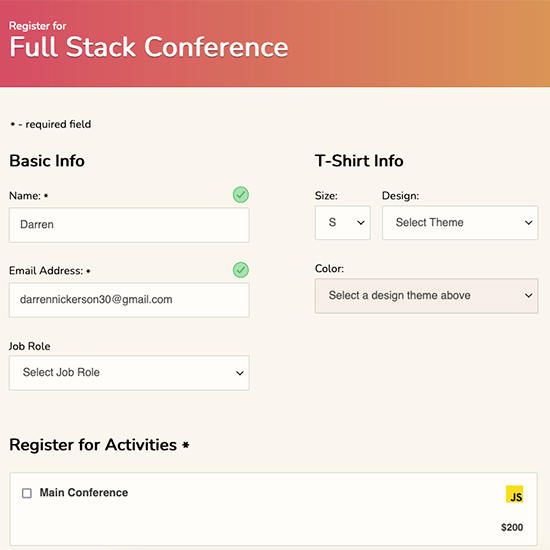 Register for
Full Stack Conference
* - required field
Basic Info
Name: *
Darren
Email Address: *
darrennickerson30@gmail.com
Job Role
Select Job Role
T-Shirt Info
Size:
S
Design:
Select Theme
Color:
Select a design theme above
Register for Activities *
Main Conference
JS
$200